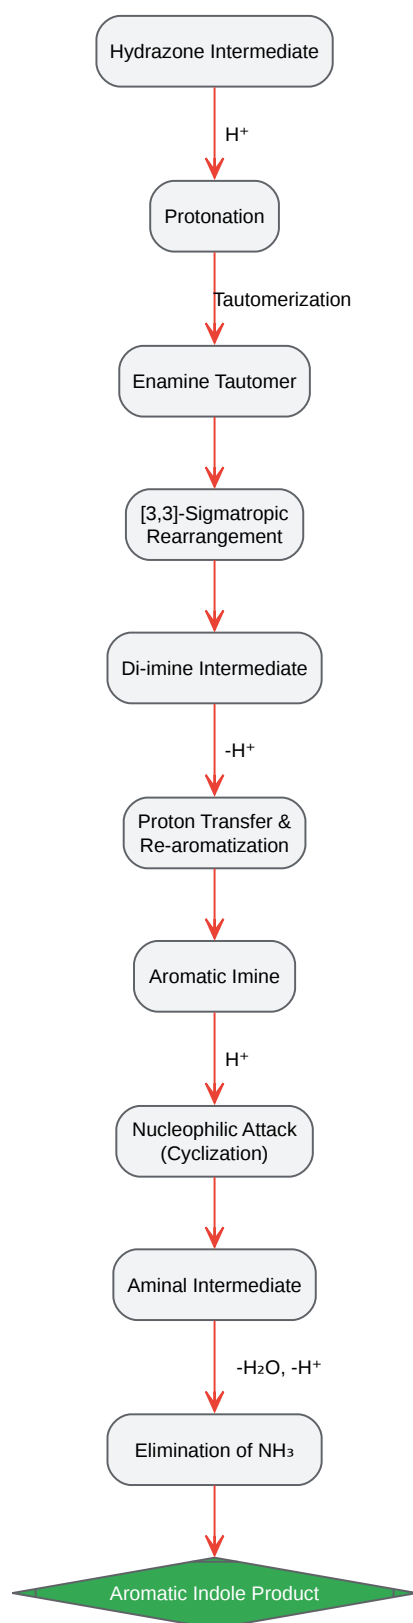 Hydrazone Intermediate
H⁺
Protonation
Tautomerization
Enamine Tautomer
[3,3]-Sigmatropic
Rearrangement
Di-imine Intermediate
-H⁺
Proton Transfer &
Re-aromatization
Aromatic Imine
H⁺
Nucleophilic Attack
(Cyclization)
Aminal Intermediate
-H₂O, -H⁺
Elimination of NH₃
Aromatic Indole Product